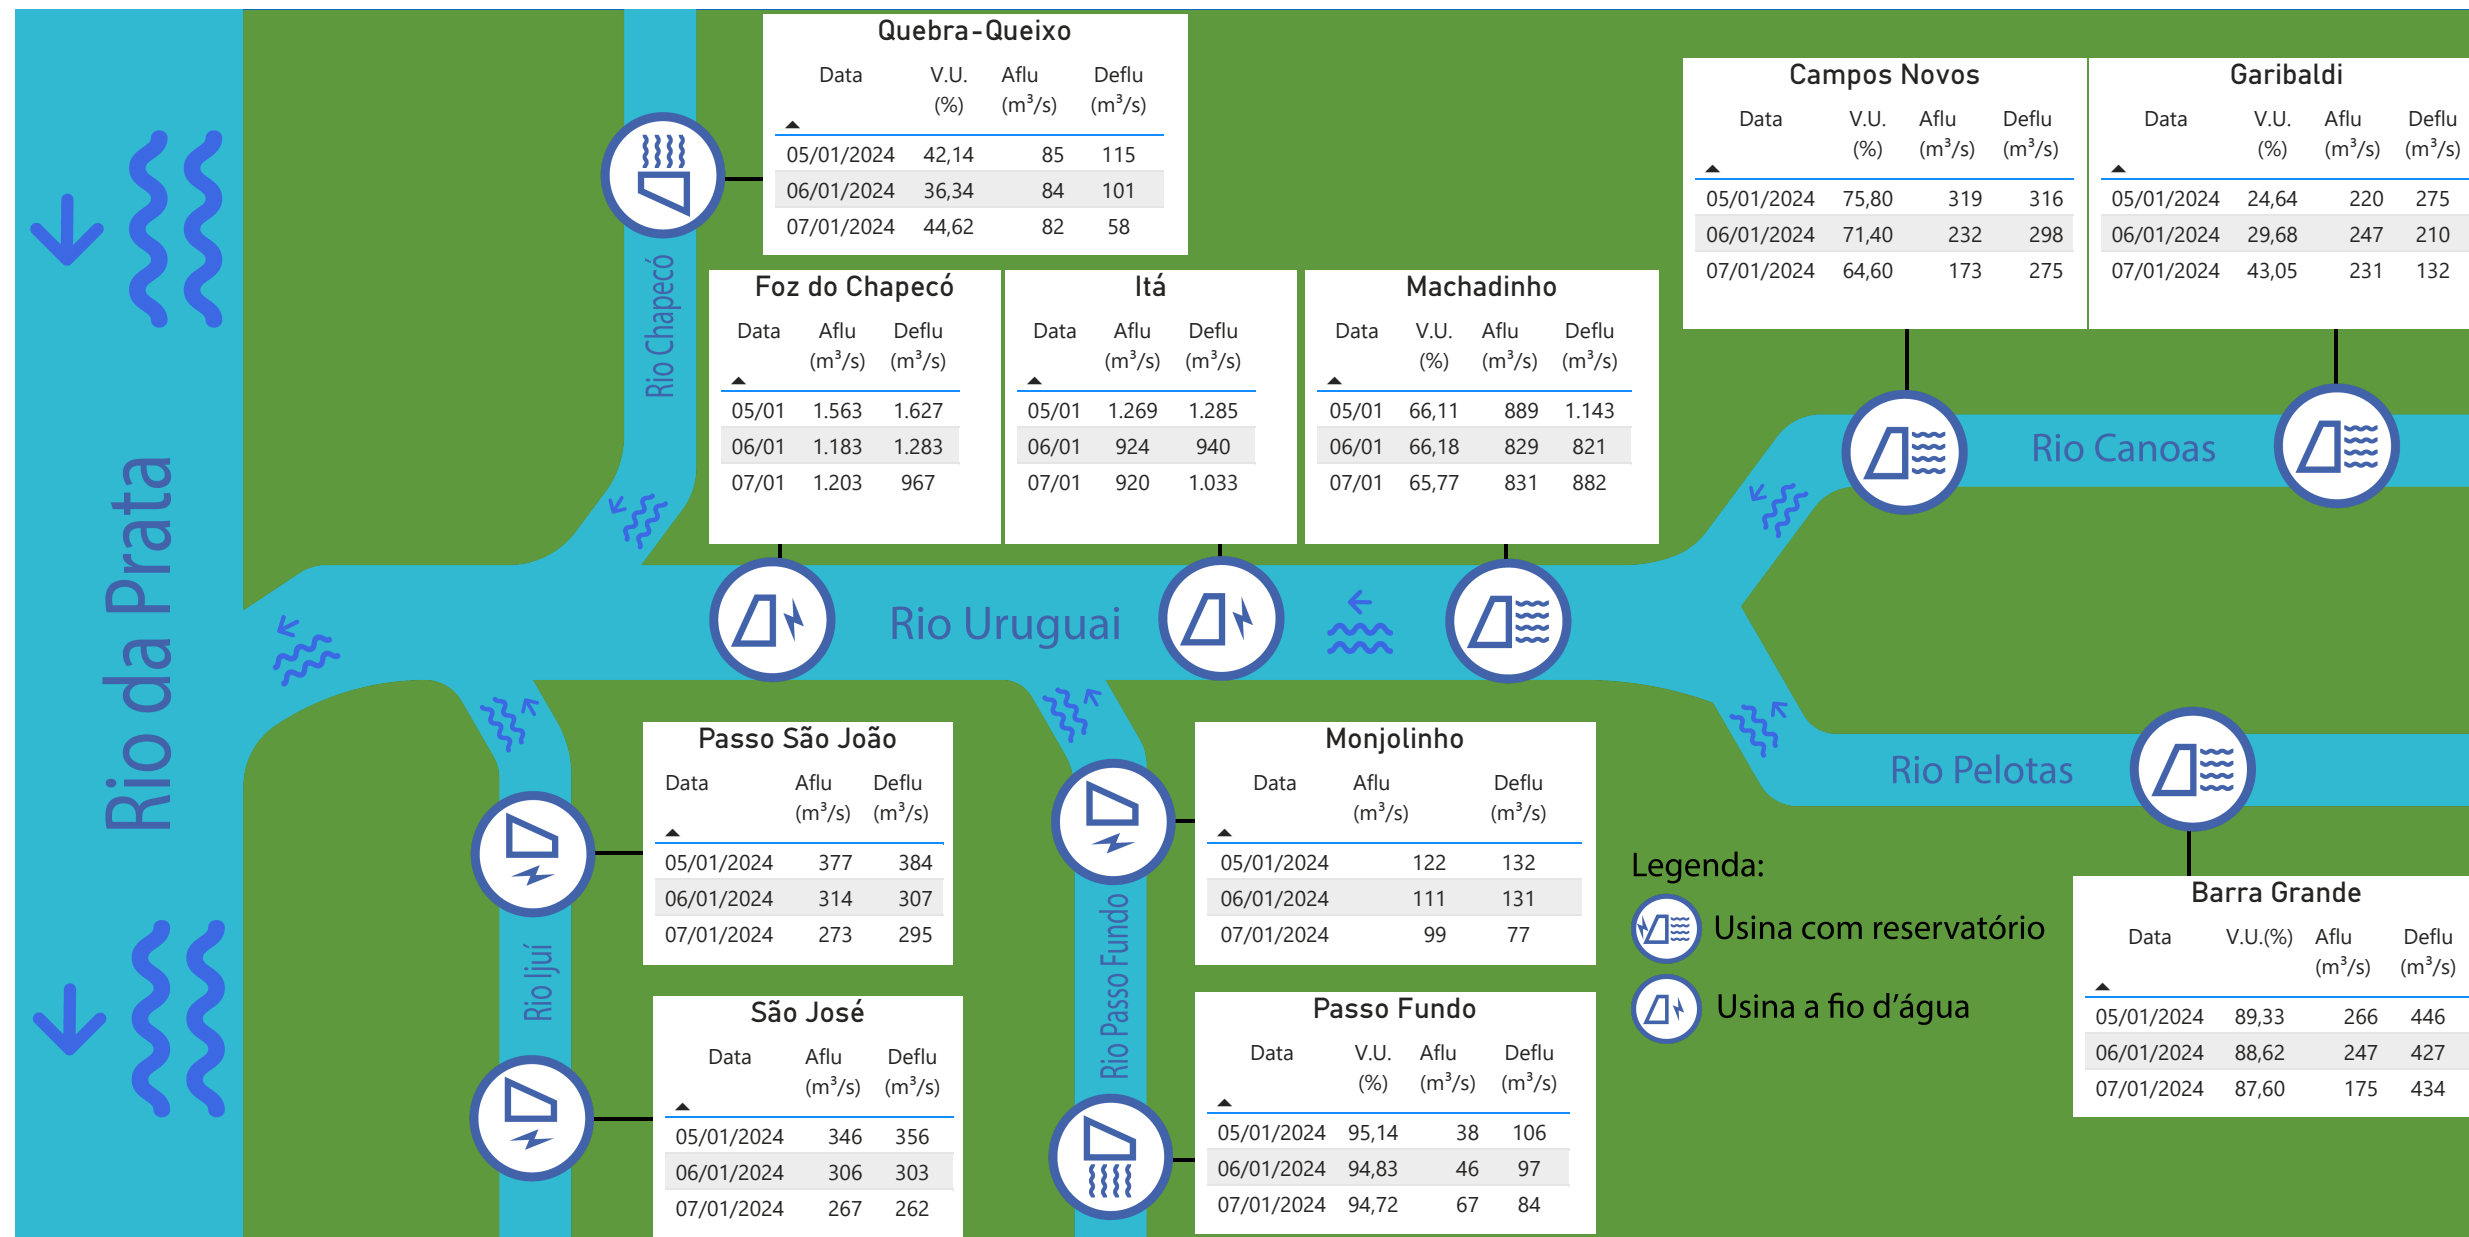 Quebra-Queixo
Data V.U. (%) Aflu (m³/s) Deflu (m³/s)
05/01/2024 42,14 85 115
06/01/2024 36,34 84 101
07/01/2024 44,62 82 58
Campos Novos
Data V.U. (%) Aflu (m³/s) Deflu (m³/s)
05/01/2024 75,80 319 316
06/01/2024 71,40 232 298
07/01/2024 64,60 173 275
Garibaldi
Data V.U. (%) Aflu (m³/s) Deflu (m³/s)
05/01/2024 24,64 220 275
06/01/2024 29,68 247 210
07/01/2024 43,05 231 132
Rio Chapecó
Foz do Chapecó
Data Aflu (m³/s) Deflu (m³/s)
05/01 1.563 1.627
06/01 1.183 1.283
07/01 1.203 967
Itá
Data Aflu (m³/s) Deflu (m³/s)
05/01 1.269 1.285
06/01 924 940
07/01 920 1.033
Machadinho
Data V.U. (%) Aflu (m³/s) Deflu (m³/s)
05/01 66,11 889 1.143
06/01 66,18 829 821
07/01 65,77 831 882
Rio Canoas
Rio da Prata
Rio Uruguai
Rio Pelotas
Passo São João
Data Aflu (m³/s) Deflu (m³/s)
05/01/2024 377 384
06/01/2024 314 307
07/01/2024 273 295
Monjolinho
Data Aflu (m³/s) Deflu (m³/s)
05/01/2024 122 132
06/01/2024 111 131
07/01/2024 99 77
Rio Ijuí
Rio Passo Fundo
Legenda:
Usina com reservatório
Usina a fio d’água
Barra Grande
Data V.U.(%) Aflu (m³/s) Deflu (m³/s)
05/01/2024 89,33 266 446
06/01/2024 88,62 247 427
07/01/2024 87,60 175 434
São José
Data Aflu (m³/s) Deflu (m³/s)
05/01/2024 346 356
06/01/2024 306 303
07/01/2024 267 262
Passo Fundo
Data V.U. (%) Aflu (m³/s) Deflu (m³/s)
05/01/2024 95,14 38 106
06/01/2024 94,83 46 97
07/01/2024 94,72 67 84